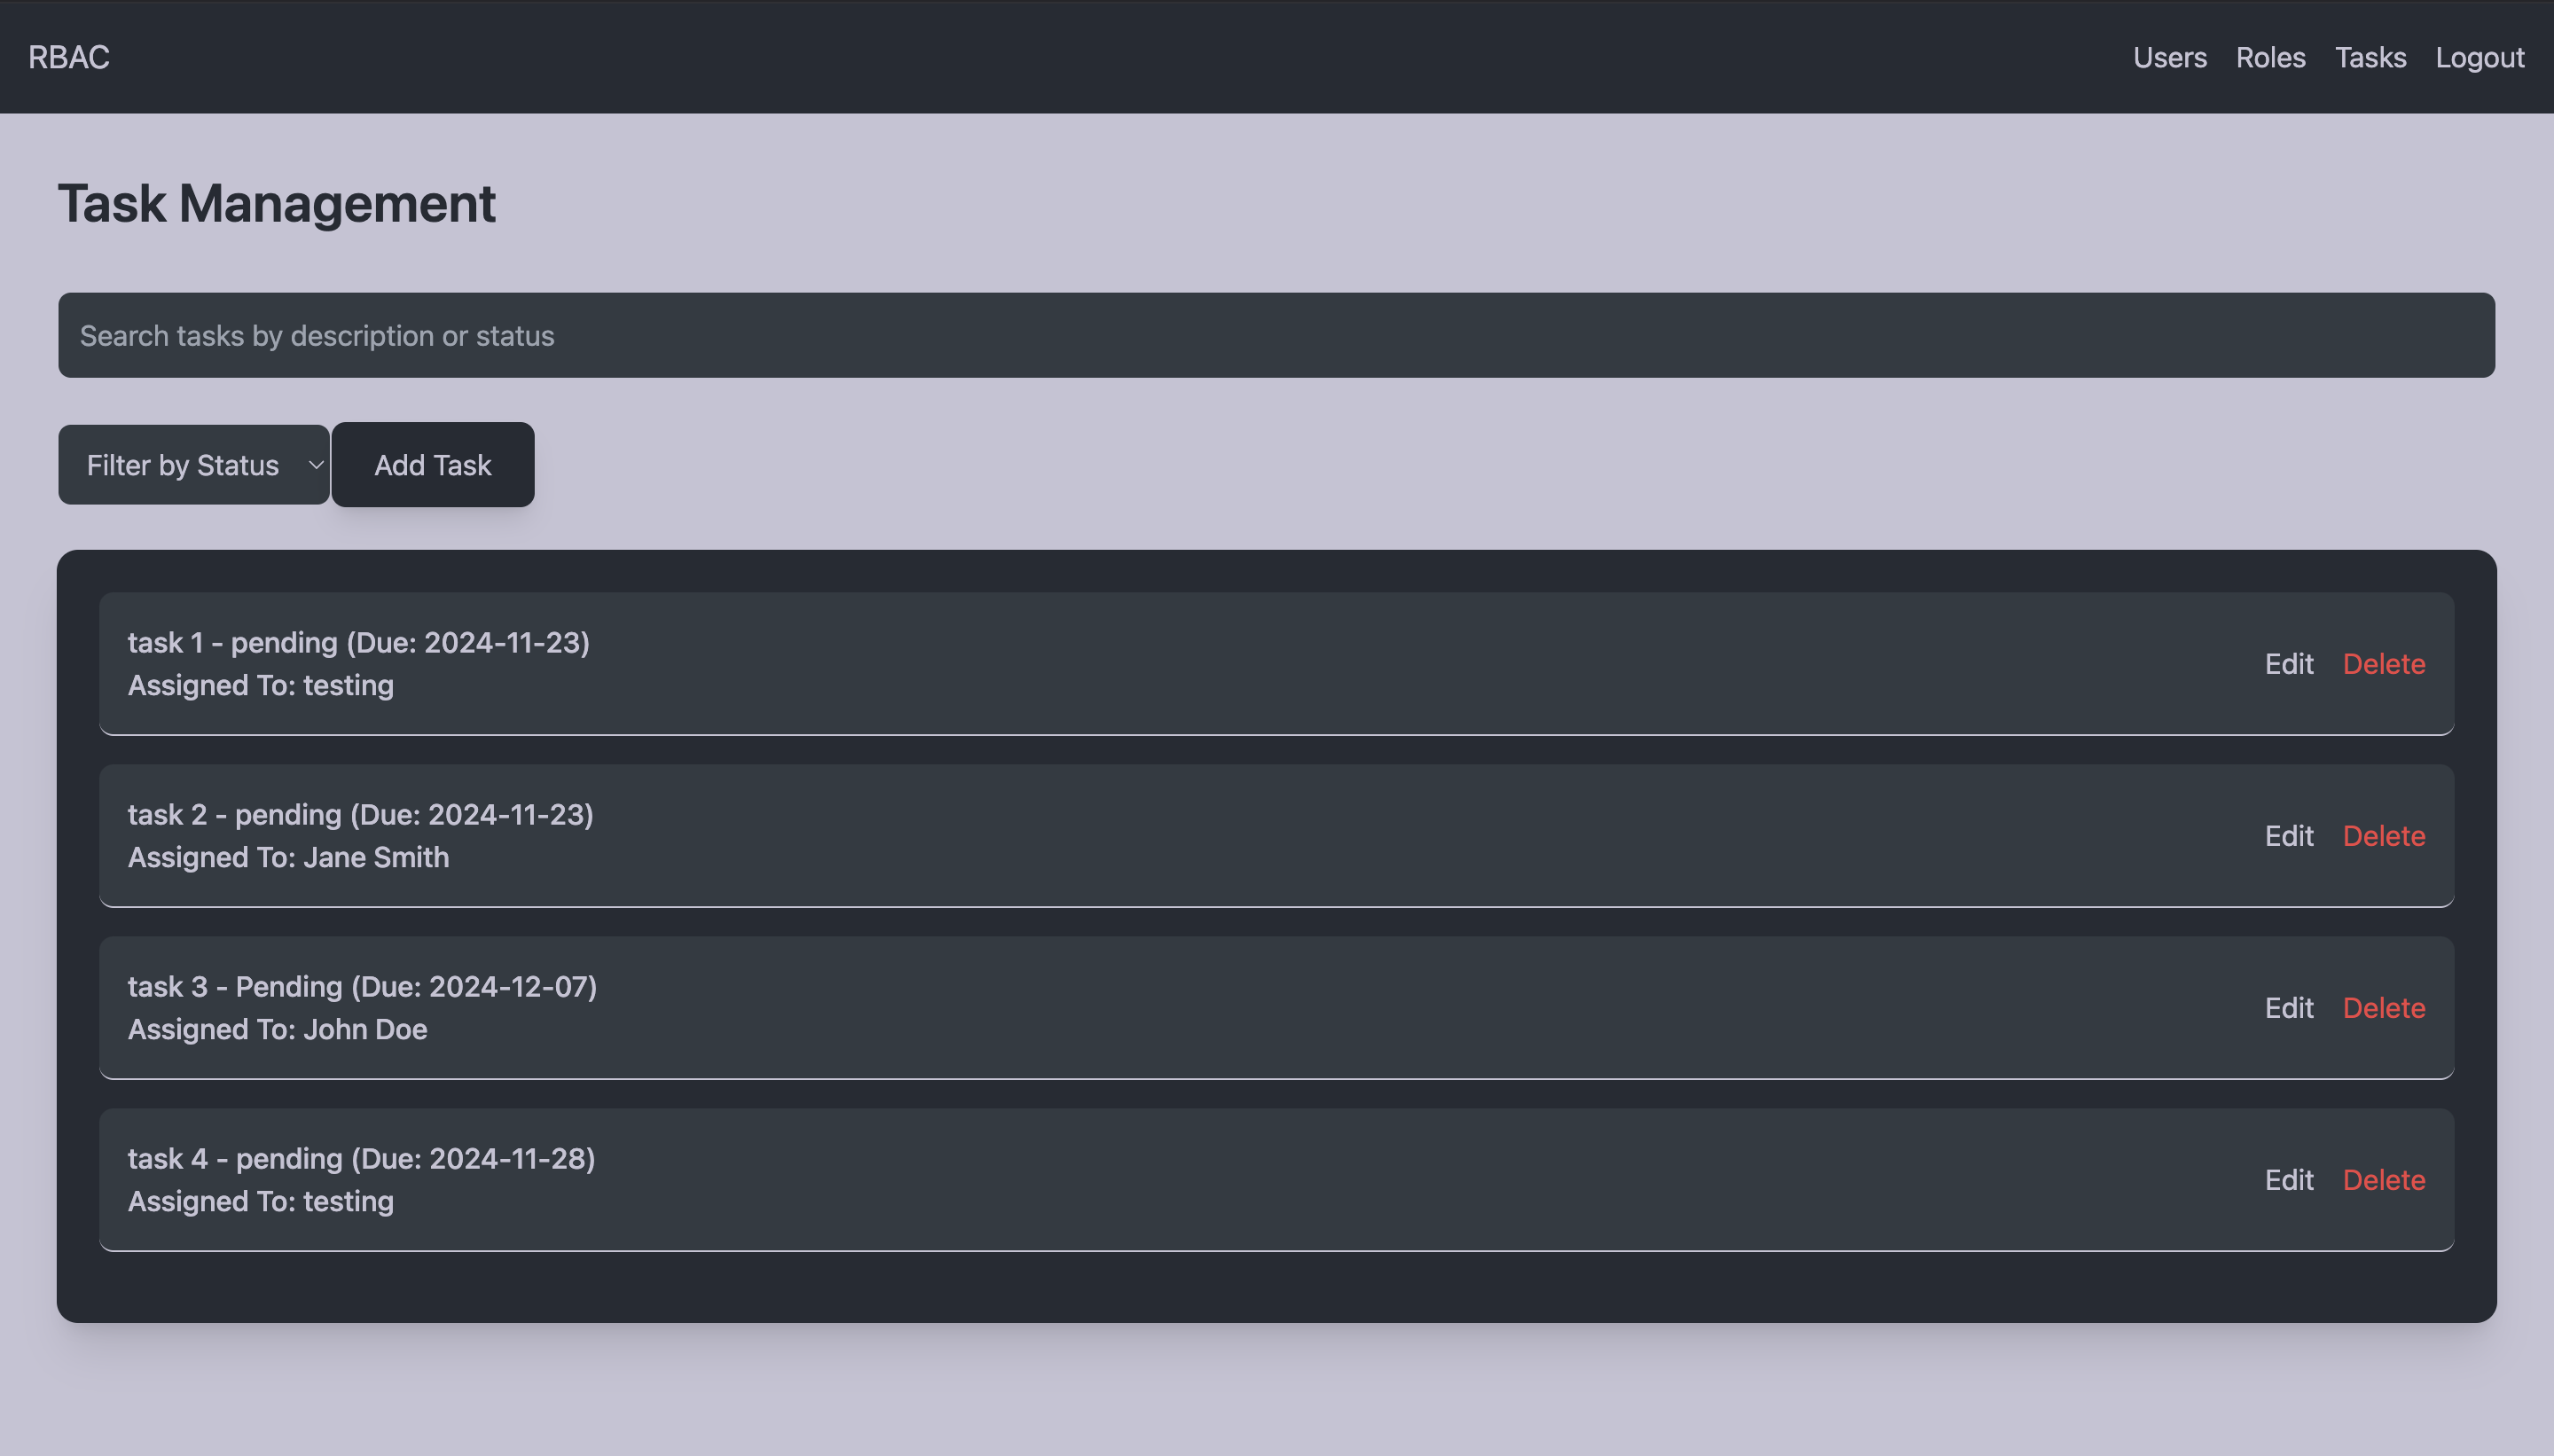 RBAC
Users Roles Tasks Logout
Task Management
Search tasks by description or status
Filter by Status
Add Task
task 1 - pending (Due: 2024-11-23)
Assigned To: testing
Edit Delete
task 2 - pending (Due: 2024-11-23)
Assigned To: Jane Smith
Edit Delete
task 3 - Pending (Due: 2024-12-07)
Assigned To: John Doe
Edit Delete
task 4 - pending (Due: 2024-11-28)
Assigned To: testing
Edit Delete